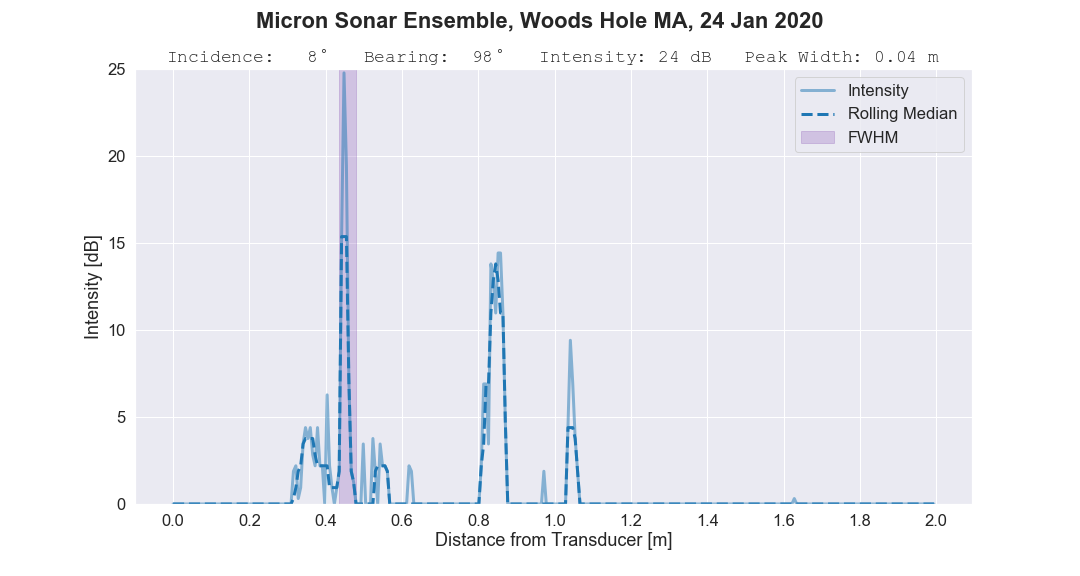 Micron Sonar Ensemble, Woods Hole MA, 24 Jan 2020
Incidence: 8° Bearing: 98° Intensity: 24 dB Peak Width: 0.04 m
Intensity
Rolling Median
FWHM
25
20
15
10
5
0
Intensity [dB]
0.0 0.2 0.4 0.6 0.8 1.0 1.2 1.4 1.6 1.8 2.0
Distance from Transducer [m]